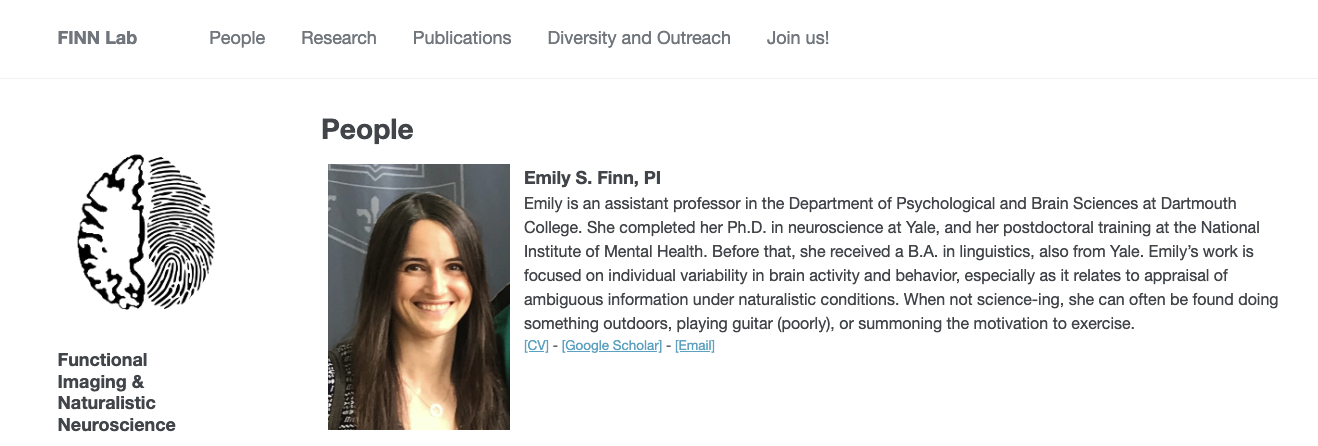 FINN Lab People Research Publications Diversity and Outreach Join us!
People
Emily S. Finn, PI
Emily is an assistant professor in the Department of Psychological and Brain Sciences at Dartmouth
College. She completed her Ph.D. in neuroscience at Yale, and her postdoctoral training at the National
Institute of Mental Health. Before that, she received a B.A. in linguistics, also from Yale. Emily’s work is
focused on individual variability in brain activity and behavior, especially as it relates to appraisal of
ambiguous information under naturalistic conditions. When not science-ing, she can often be found doing
something outdoors, playing guitar (poorly), or summoning the motivation to exercise.
[CV] - [Google Scholar] - [Email]
Functional
Imaging &
Naturalistic
Neuroscience